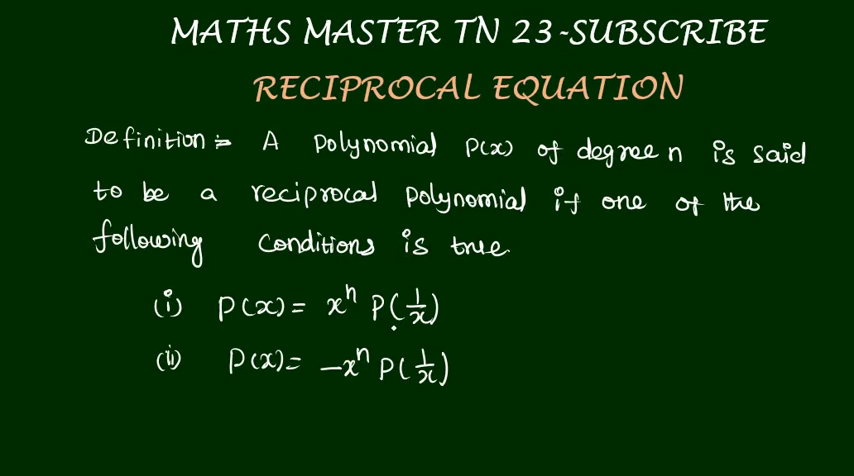 MATHS MASTER TN 23-SUBSCRIBE
RECIPROCAL EQUATION
Definition:- A Polynomial P(x) of degree n is said
to be a reciprocal Polynomial if one of the
following conditions is true.
(i) P(x) = xⁿ P(1/x)
(ii) P(x) = -xⁿ P(1/x)